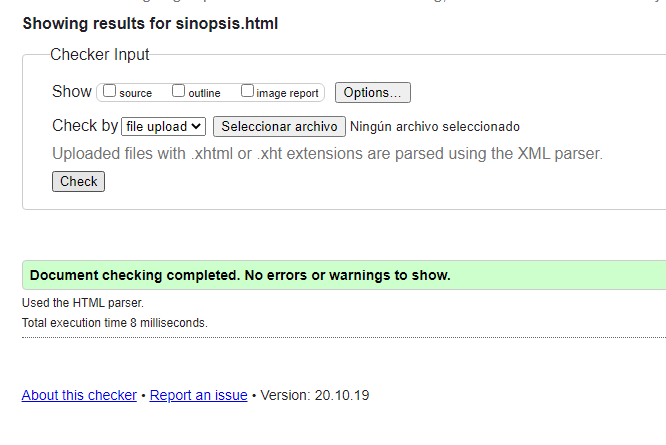 Showing results for sinopsis.html
Checker Input
Show source outline image report Options...
Check by file upload Seleccionar archivo Ningún archivo seleccionado
Uploaded files with .xhtml or .xht extensions are parsed using the XML parser.
Check
Document checking completed. No errors or warnings to show.
Used the HTML parser.
Total execution time 8 milliseconds.
About this checker • Report an issue • Version: 20.10.19